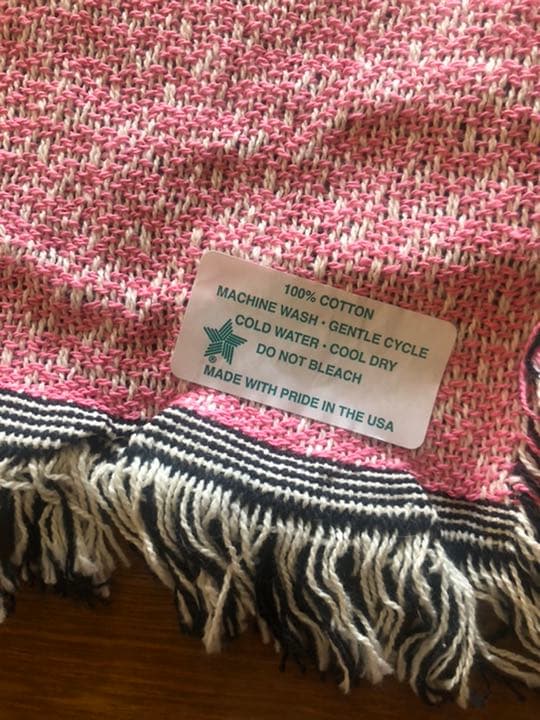 100% COTTON
MACHINE WASH • GENTLE CYCLE
COLD WATER • COOL DRY
DO NOT BLEACH
®
MADE WITH PRIDE IN THE USA